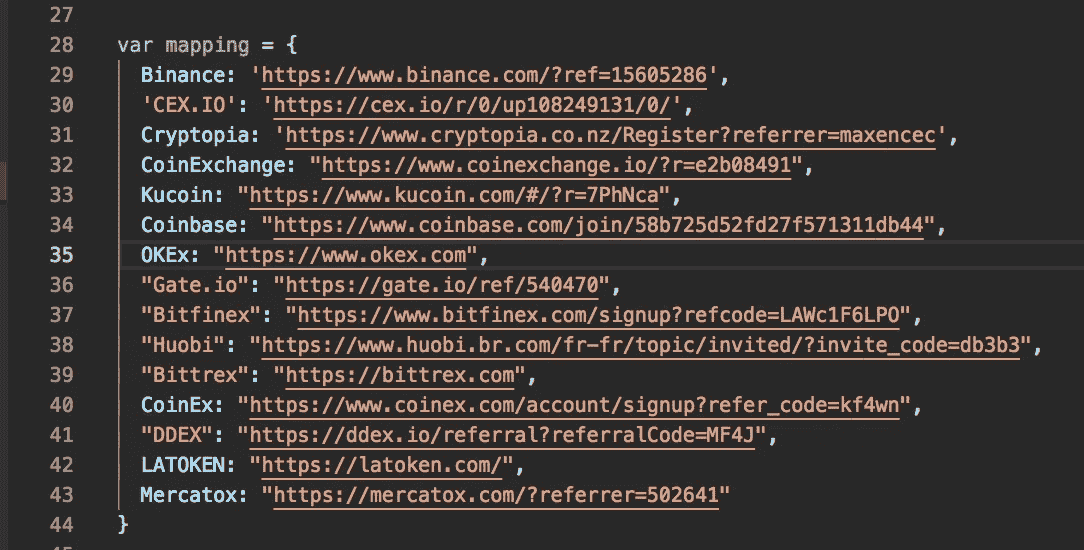 27
28 var mapping = {
29 Binance: 'https://www.binance.com/?ref=15605286',
30 'CEX.IO': 'https://cex.io/r/0/up108249131/0/',
31 Cryptopia: 'https://www.cryptopia.co.nz/Register?referrer=maxencec',
32 CoinExchange: "https://www.coinexchange.io/?r=e2b08491",
33 Kucoin: "https://www.kucoin.com/#/?r=7PhNca",
34 Coinbase: "https://www.coinbase.com/join/58b725d52fd27f571311db44",
35 OKEx: "https://www.okex.com",
36 "Gate.io": "https://gate.io/ref/540470",
37 "Bitfinex": "https://www.bitfinex.com/signup?refcode=LAWc1F6LPO",
38 "Huobi": "https://www.huobi.br.com/fr-fr/topic/invited/?invite_code=db3b3",
39 "Bittrex": "https://bittrex.com",
40 CoinEx: "https://www.coinex.com/account/signup?refer_code=kf4wn",
41 "DDEX": "https://ddex.io/referral?referralCode=MF4J",
42 LATOKEN: "https://latoken.com/",
43 Mercatox: "https://mercatox.com/?referrer=502641"
44 }